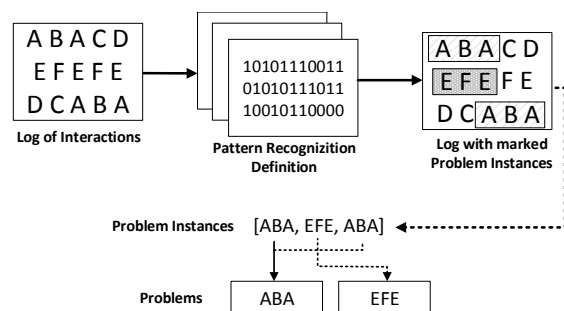 A B A C D
E F E F E
D C A B A
Log of Interactions
10101110011
01010111011
10010110000
Pattern Recognizition
Definition
A B A C D
E F E F E
D C A B A
Log with marked
Problem Instances
Problem Instances [ABA, EFE, ABA]
Problems ABA EFE